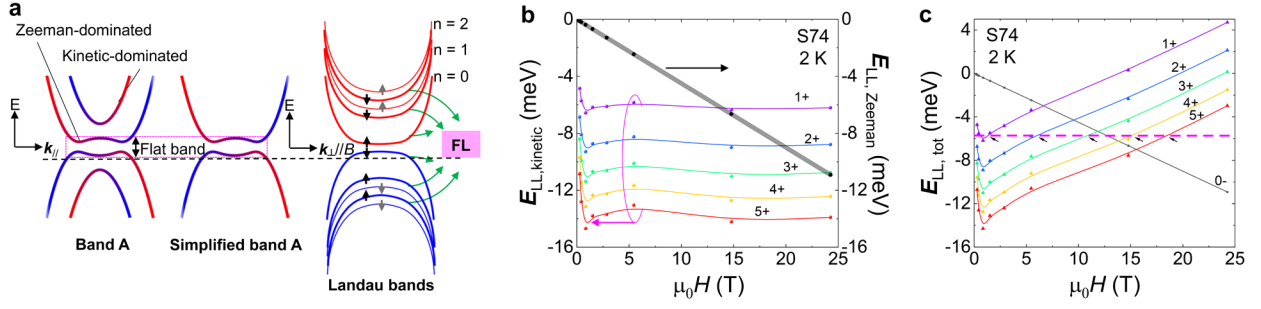 a
Zeeman-dominated
Kinetic-dominated
E
k//
Flat band
Band A
Simplified band A
E
k⊥//B
n = 2
n = 1
n = 0
FL
Landau bands
b
E_LL,kinetic (meV)
0
-4
-8
-12
-16
S74
2 K
1+
2+
3+
4+
5+
0
-4
-8
-12
-16
E_LL, Zeeman (meV)
0 5 10 15 20 25
μ₀H (T)
c
E_LL, tot (meV)
4
0
-4
-8
-12
-16
S74
2 K
1+
2+
3+
4+
5+
0-
0 5 10 15 20 25
μ₀H (T)